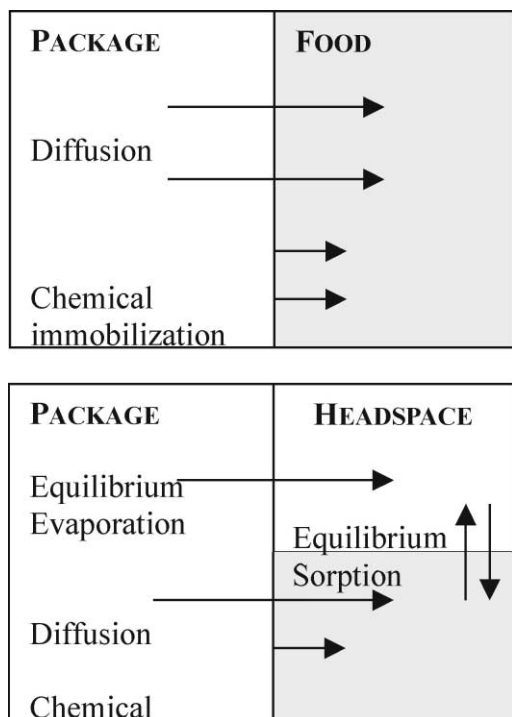 PACKAGE
FOOD
Diffusion
Chemical
immobilization
PACKAGE
HEADSPACE
Equilibrium
Evaporation
Equilibrium
Sorption
Diffusion
Chemical